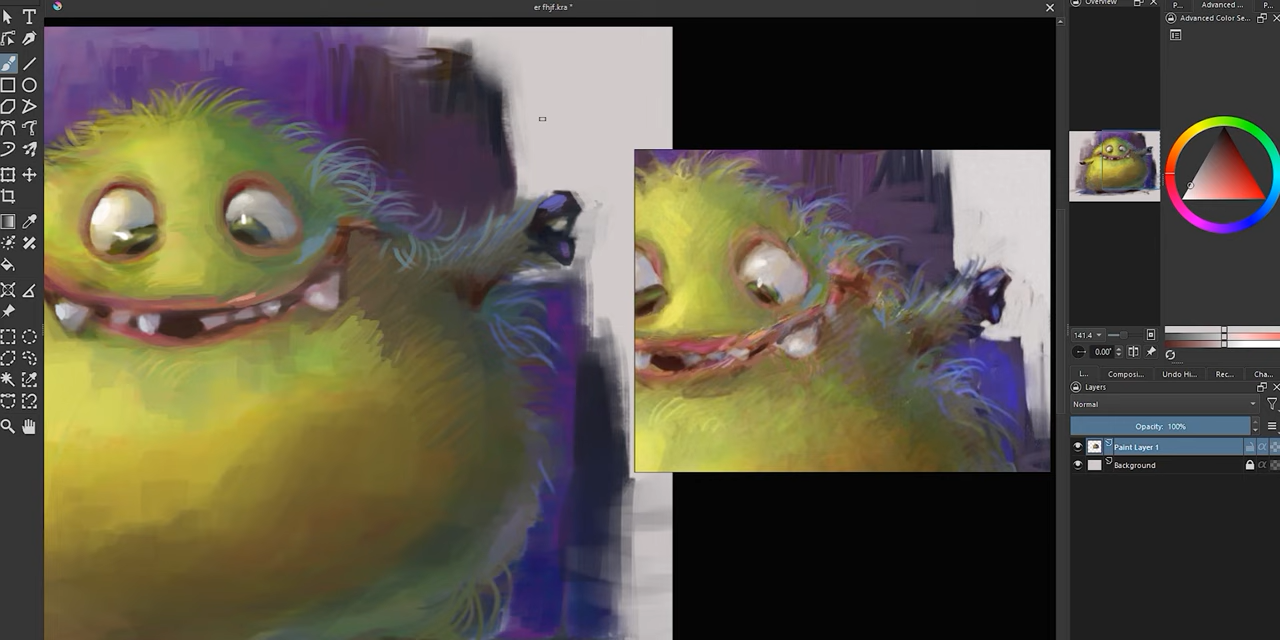 er fhjf.kra *
Overview
P...
Advanced ...
P...
Advanced Color Se...
141.4
0.00°
L...
Composi...
Undo Hi...
Rec...
Cha...
Layers
Normal
Opacity: 100%
Paint Layer 1
Background